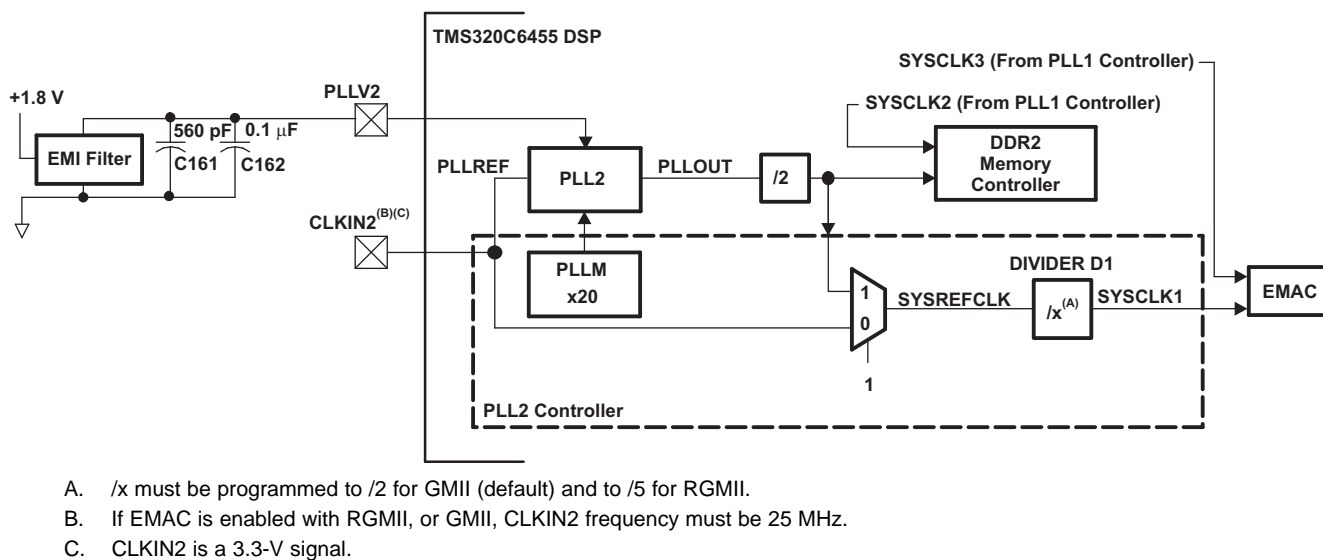 TMS320C6455 DSP
SYSCLK3 (From PLL1 Controller)
+1.8 V
PLLV2
SYSCLK2 (From PLL1 Controller)
560 pF
0.1 μF
EMI Filter
C161
C162
DDR2
Memory
Controller
PLLREF
PLL2
PLLOUT
/2
CLKIN2(B)(C)
PLLM
x20
DIVIDER D1
1
0
SYSREFCLK
/x(A)
SYSCLK1
EMAC
1
PLL2 Controller
A. /x must be programmed to /2 for GMII (default) and to /5 for RGMII.
B. If EMAC is enabled with RGMII, or GMII, CLKIN2 frequency must be 25 MHz.
C. CLKIN2 is a 3.3-V signal.